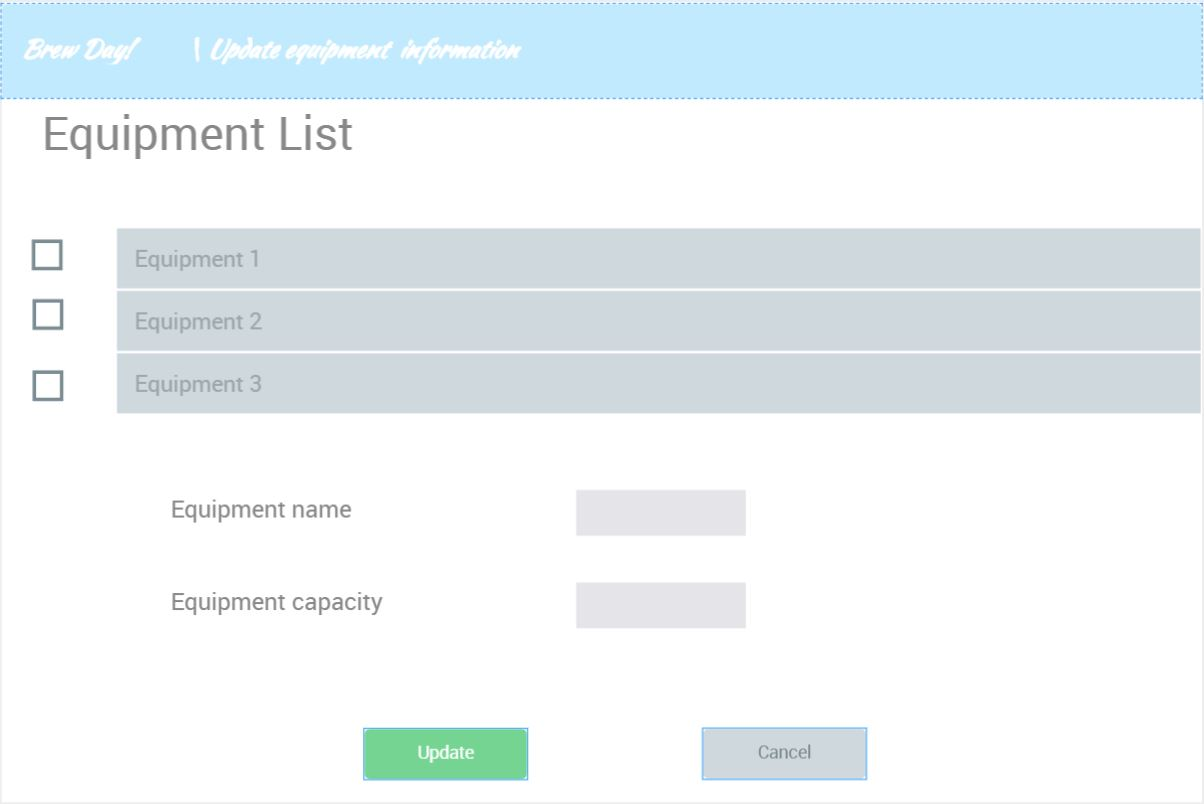 Brew Day! | Update equipment information
Equipment List
Equipment 1
Equipment 2
Equipment 3
Equipment name
Equipment capacity
Update Cancel